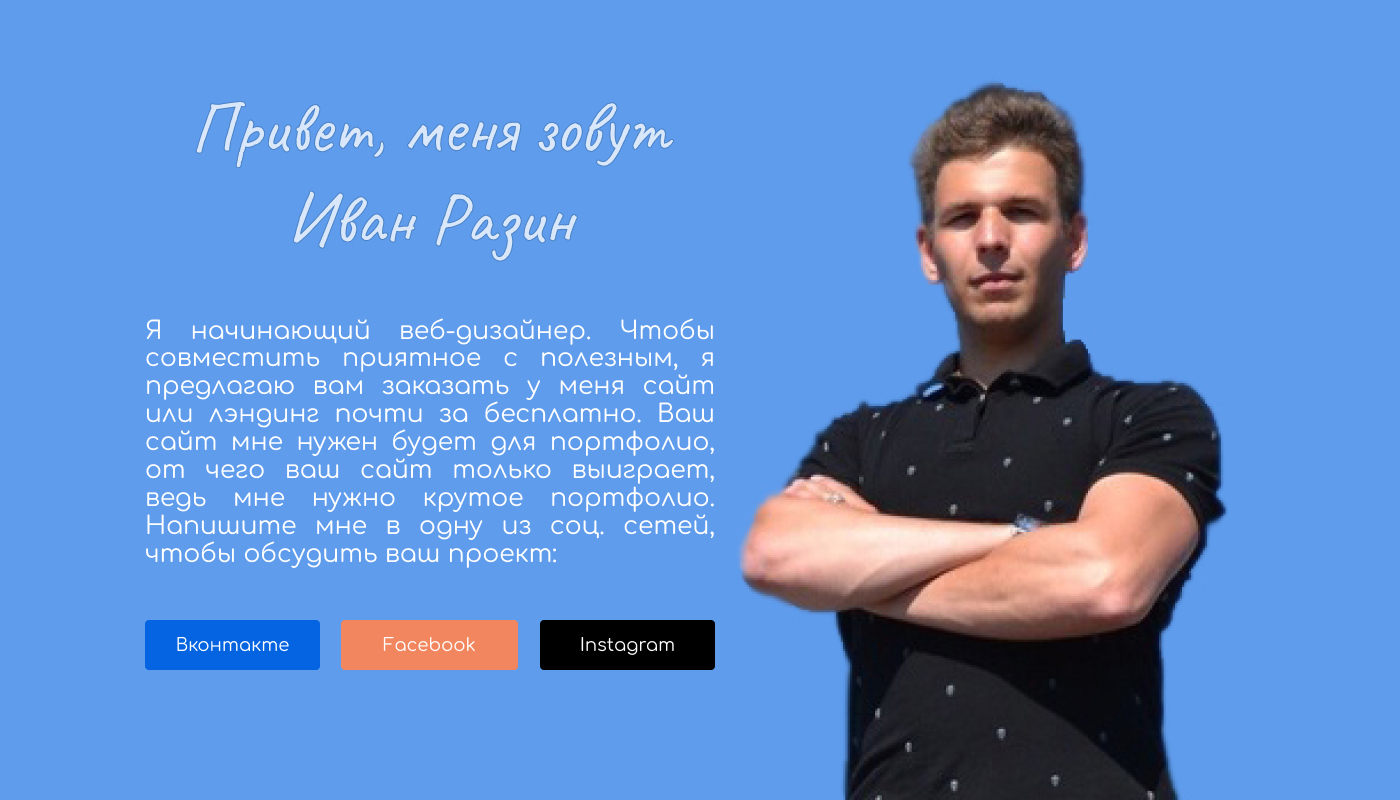 Привет, меня зовут
Иван Разин
Я начинающий веб-дизайнер. Чтобы
совместить приятное с полезным, я
предлагаю вам заказать у меня сайт
или лэндинг почти за бесплатно. Ваш
сайт мне нужен будет для портфолио,
от чего ваш сайт только выиграет,
ведь мне нужно крутое портфолио.
Напишите мне в одну из соц. сетей,
чтобы обсудить ваш проект:
Вконтакте
Facebook
Instagram